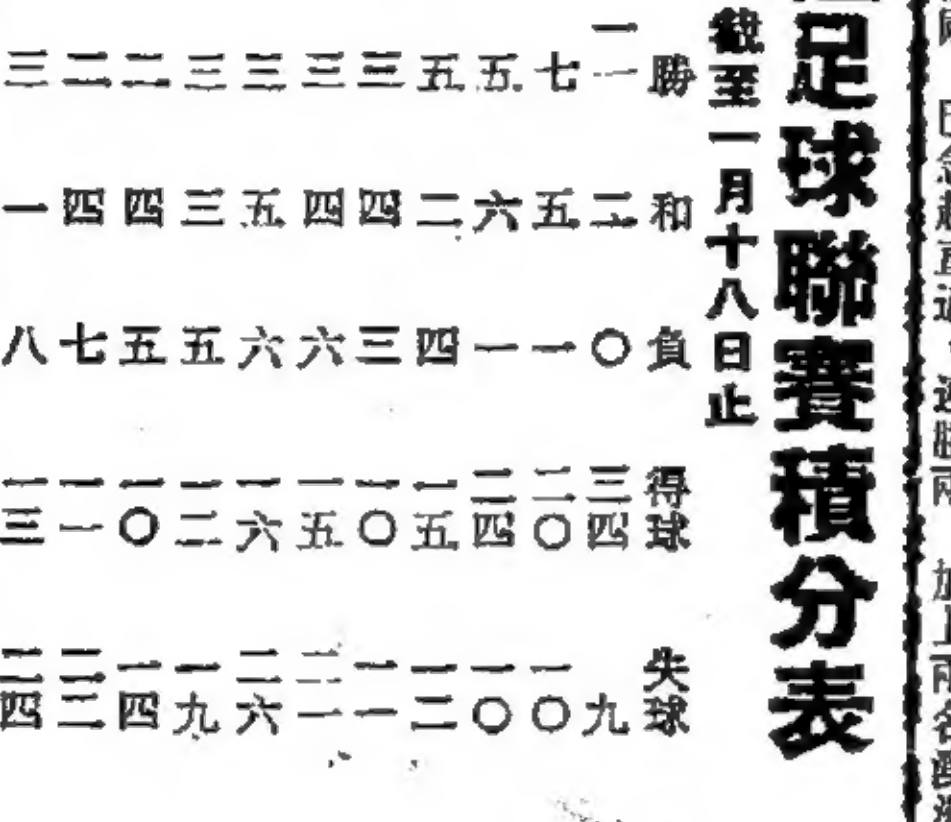 足球聯賽積分表
截至一月十八日止
勝 和 負 得球 失球
一一 二 〇 三四 九
七 五 一 二〇 一〇
五 六 一 二四 一〇
五 二 四 一五 一二
三 四 三 一〇 一一
三 四 六 一五 二一
三 五 六 一六 二六
三 三 五 一二 一九
二 四 五 一〇 一四
二 四 七 一一 二二
三 一 八 一三 二四